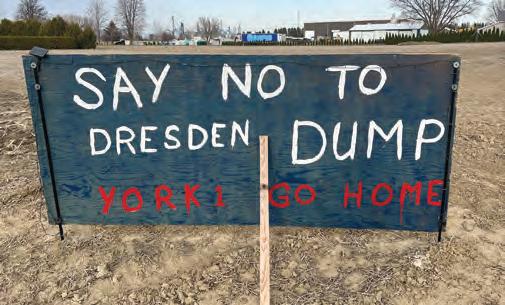 SAY NO TO
DRESDEN DUMP
YORK1 GO HOME